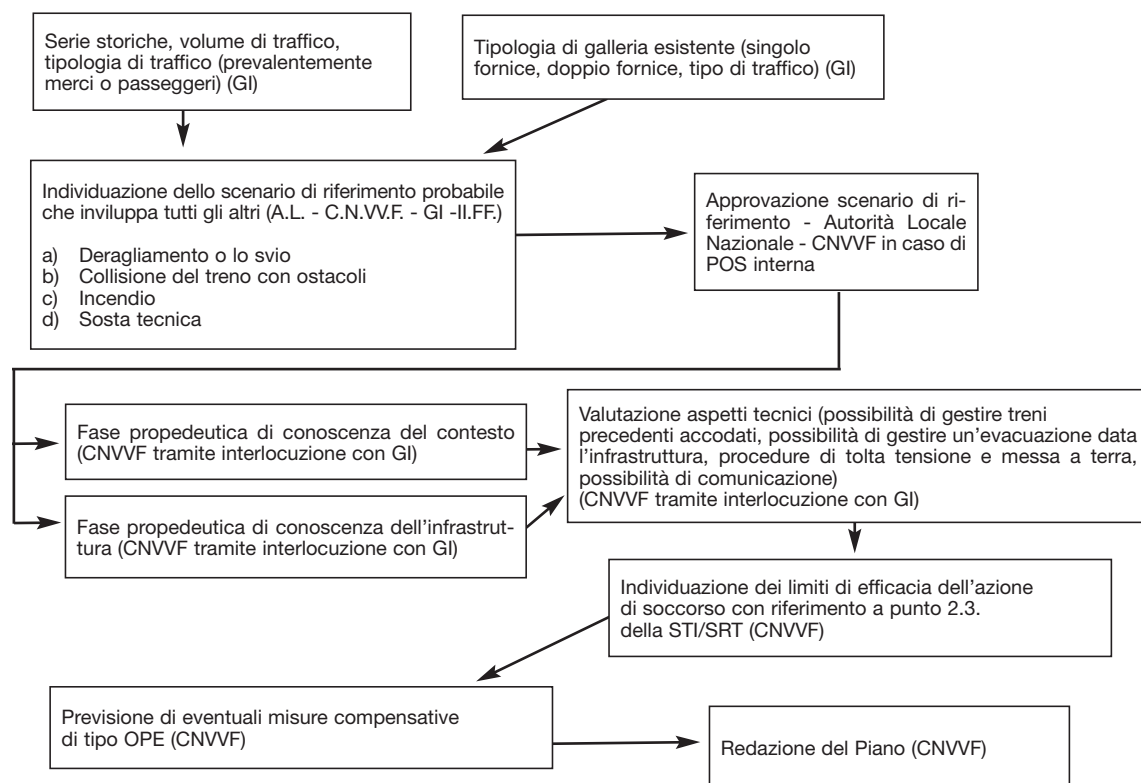 Serie storiche, volume di traffico,
tipologia di traffico (prevalentemente
merci o passeggeri) (GI)
Tipologia di galleria esistente (singolo
fornice, doppio fornice, tipo di traffico) (GI)
Individuazione dello scenario di riferimento probabile
che inviluppa tutti gli altri (A.L. - C.N.VV.F. - GI -II.FF.)
a) Deragliamento o lo svio
b) Collisione del treno con ostacoli
c) Incendio
d) Sosta tecnica
Approvazione scenario di ri-
ferimento - Autorità Locale
Nazionale - CNVVF in caso di
POS interna
Fase propedeutica di conoscenza del contesto
(CNVVF tramite interlocuzione con GI)
Fase propedeutica di conoscenza dell'infrastrut-
tura (CNVVF tramite interlocuzione con GI)
Valutazione aspetti tecnici (possibilità di gestire treni
precedenti accodati, possibilità di gestire un'evacuazione data
l'infrastruttura, procedure di tolta tensione e messa a terra,
possibilità di comunicazione)
(CNVVF tramite interlocuzione con GI)
Individuazione dei limiti di efficacia dell'azione
di soccorso con riferimento a punto 2.3.
della STI/SRT (CNVVF)
Previsione di eventuali misure compensative
di tipo OPE (CNVVF)
Redazione del Piano (CNVVF)